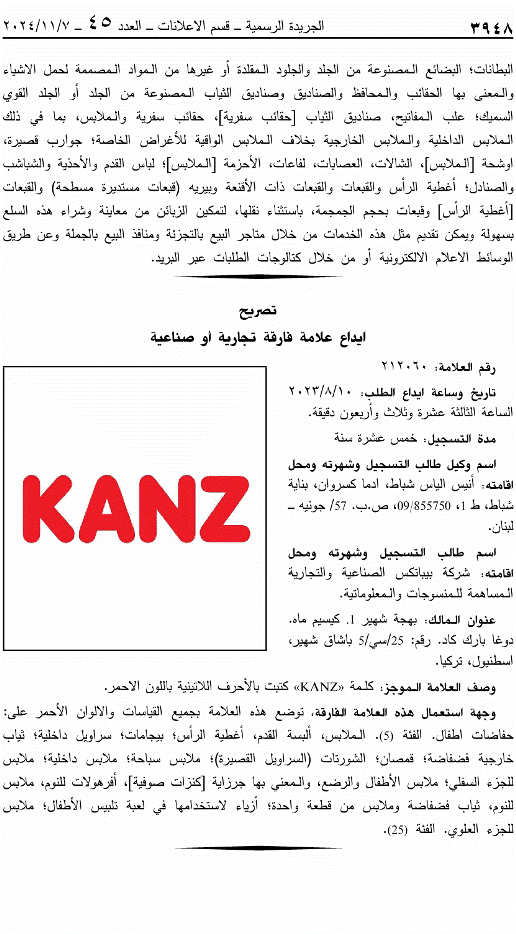 ٣٩٤٨
الجريدة الرسمية ــ قسم الاعلانات ــ العدد ٤٥ ــ ٢٠٢٤/١١/٧
البطانات؛ البضائع المصنوعة من الجلد والجلود المقلدة أو غيرها من المواد المصممة لحمل الاشياء
والمعنى بها الحقائب والمحافظ والصناديق وصناديق الثياب المصنوعة من الجلد أو الجلد القوي
السميك؛ علب المفاتيح، صناديق الثياب [حقائب سفرية]، حقائب سفرية والملابس، بما في ذلك
الملابس الداخلية والملابس الخارجية بخلاف الملابس الواقية للأغراض الخاصة؛ جوارب قصيرة،
اوشحة [الملابس]، الشالات، العصابات، لفاعات، الأحزمة [الملابس]؛ لباس القدم والأحذية والشباشب
والصنادل؛ أغطية الرأس والقبعات والقبعات ذات الأقنعة وبيريه (قبعات مستديرة مسطحة) والقبعات
[أغطية الرأس] وقبعات بحجم الجمجمة، باستثناء نقلها، لتمكين الزبائن من معاينة وشراء هذه السلع
بسهولة ويمكن تقديم مثل هذه الخدمات من خلال متاجر البيع بالتجزئة ومنافذ البيع بالجملة وعن طريق
الوسائط الاعلام الالكترونية أو من خلال كتالوجات الطلبات عبر البريد.
تصريح
ايداع علامة فارقة تجارية او صناعية
رقم العلامة: ٢١٢٠٦٠
تاريخ وساعة ايداع الطلب: ٢٠٢٣/٨/١٠
الساعة الثالثة عشرة وثلاث وأربعون دقيقة.
مدة التسجيل: خمس عشرة سنة
اسم وكيل طالب التسجيل وشهرته ومحل
اقامته: أنيس الياس شباط، ادما كسروان، بناية
شباط، ط 1، 09/855750، ص.ب. 57/ جونيه ــ
لبنان.
اسم طالب التسجيل وشهرته ومحل
اقامته: شركة بيباتكس الصناعية والتجارية
المساهمة للمنسوجات والمعلوماتية.
عنوان المالك: بهجة شهير 1. كيسيم ماه.
دوغا بارك كاد. رقم: 25/سي/5 باشاق شهير،
اسطنبول، تركيا.
KANZ
وصف العلامة الموجز: كلمة «KANZ» كتبت بالأحرف اللاتينية باللون الاحمر.
وجهة استعمال هذه العلامة الفارقة، توضع هذه العلامة بجميع القياسات والالوان الأحمر على:
حفاضات اطفال. الفئة (5). الملابس، ألبسة القدم، أغطية الرأس؛ بيجامات؛ سراويل داخلية؛ ثياب
خارجية فضفاضة؛ قمصان؛ الشورتات (السراويل القصيرة)؛ ملابس سباحة؛ ملابس داخلية؛ ملابس
للجزء السفلي؛ ملابس الأطفال والرضع، والمعني بها جرزاية [كنزات صوفية]، أفرهولات للنوم، ملابس
للنوم، ثياب فضفاضة وملابس من قطعة واحدة؛ أزياء لاستخدامها في لعبة تلبيس الأطفال؛ ملابس
للجزء العلوي. الفئة (25).